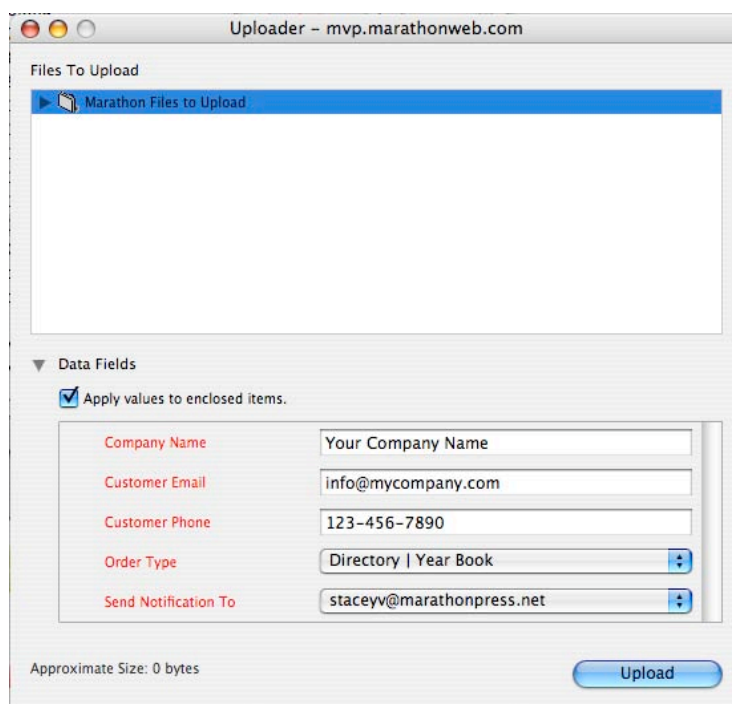 Uploader – mvp.marathonweb.com
Files To Upload
Marathon Files to Upload
Data Fields
Apply values to enclosed items.
Company Name Your Company Name
Customer Email info@mycompany.com
Customer Phone 123-456-7890
Order Type Directory | Year Book
Send Notification To staceyv@marathonpress.net
Approximate Size: 0 bytes Upload